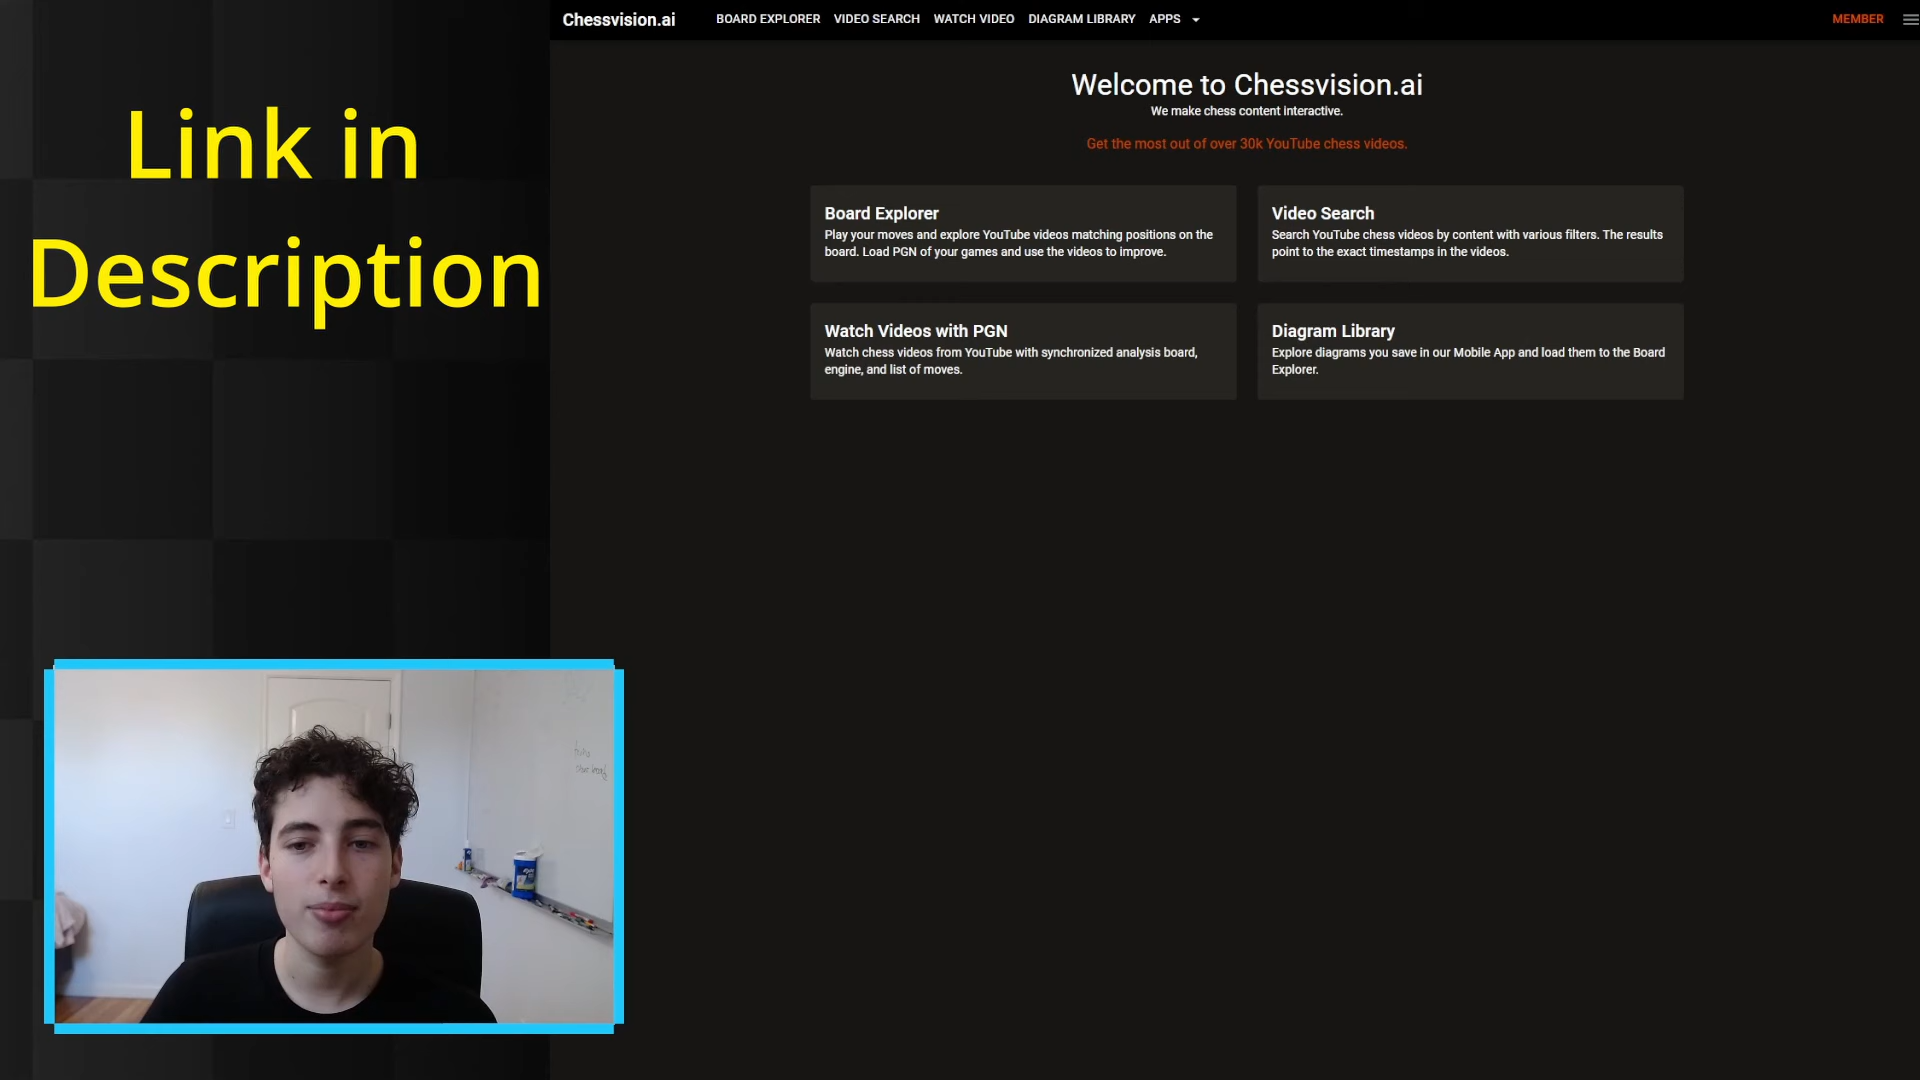 Link in
Description
Chessvision.ai
BOARD EXPLORER
VIDEO SEARCH
WATCH VIDEO
DIAGRAM LIBRARY
APPS
MEMBER
Welcome to Chessvision.ai
We make chess content interactive.
Get the most out of over 30k YouTube chess videos.
Board Explorer
Play your moves and explore YouTube videos matching positions on the
board. Load PGN of your games and use the videos to improve.
Video Search
Search YouTube chess videos by content with various filters. The results
point to the exact timestamps in the videos.
Watch Videos with PGN
Watch chess videos from YouTube with synchronized analysis board,
engine, and list of moves.
Diagram Library
Explore diagrams you save in our Mobile App and load them to the Board
Explorer.